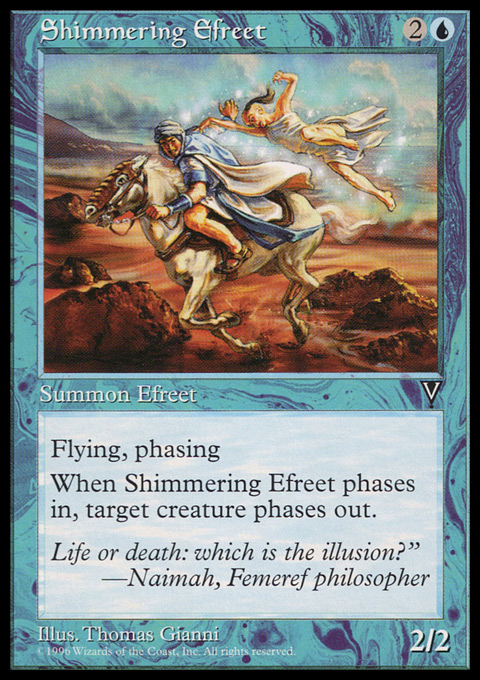 Shimmering Efreet 2
Summon Efreet V
Flying, phasing
When Shimmering Efreet phases
in, target creature phases out.
Life or death: which is the illusion?”
—Naimah, Femeref philosopher
Illus. Thomas Gianni
©1996 Wizards of the Coast, Inc. All rights reserved.
2/2